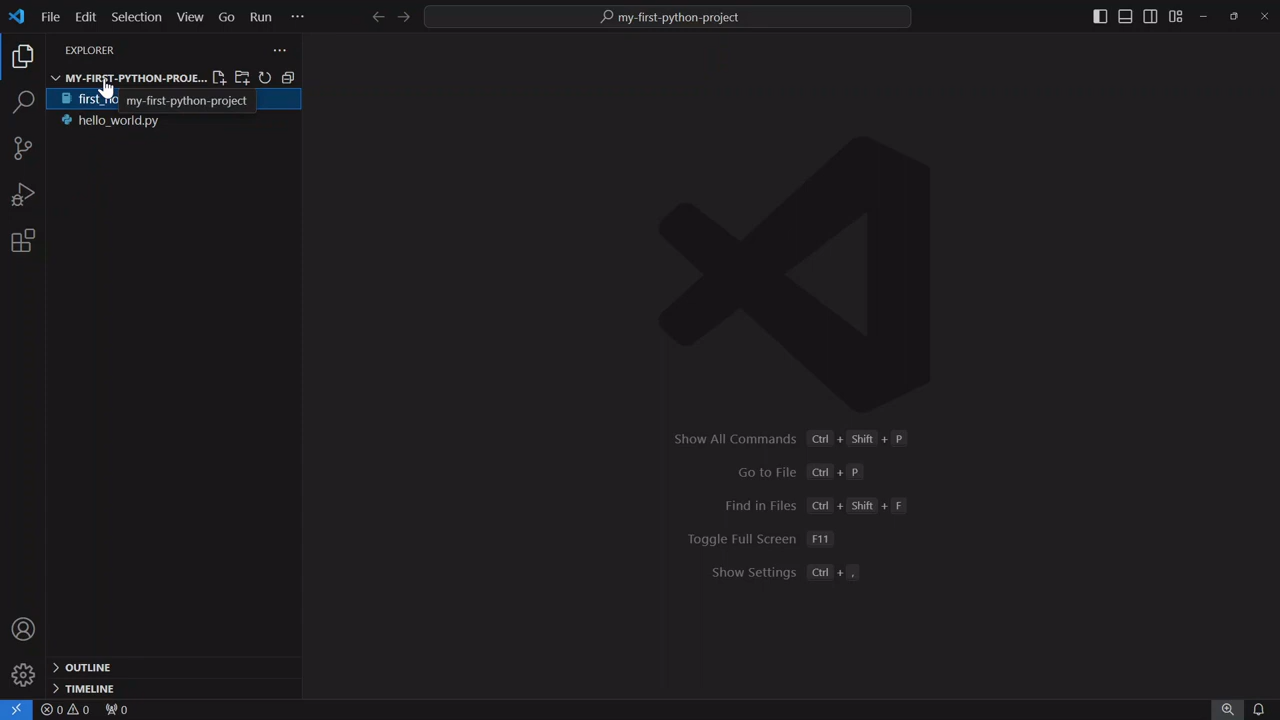 File Edit Selection View Go Run ...
my-first-python-project
EXPLORER
MY-FIRST-PYTHON-PROJE...
my-first-python-project
hello_world.py
Show All Commands Ctrl + Shift + P
Go to File Ctrl + P
Find in Files Ctrl + Shift + F
Toggle Full Screen F11
Show Settings Ctrl + ,
OUTLINE
TIMELINE
0 0 0